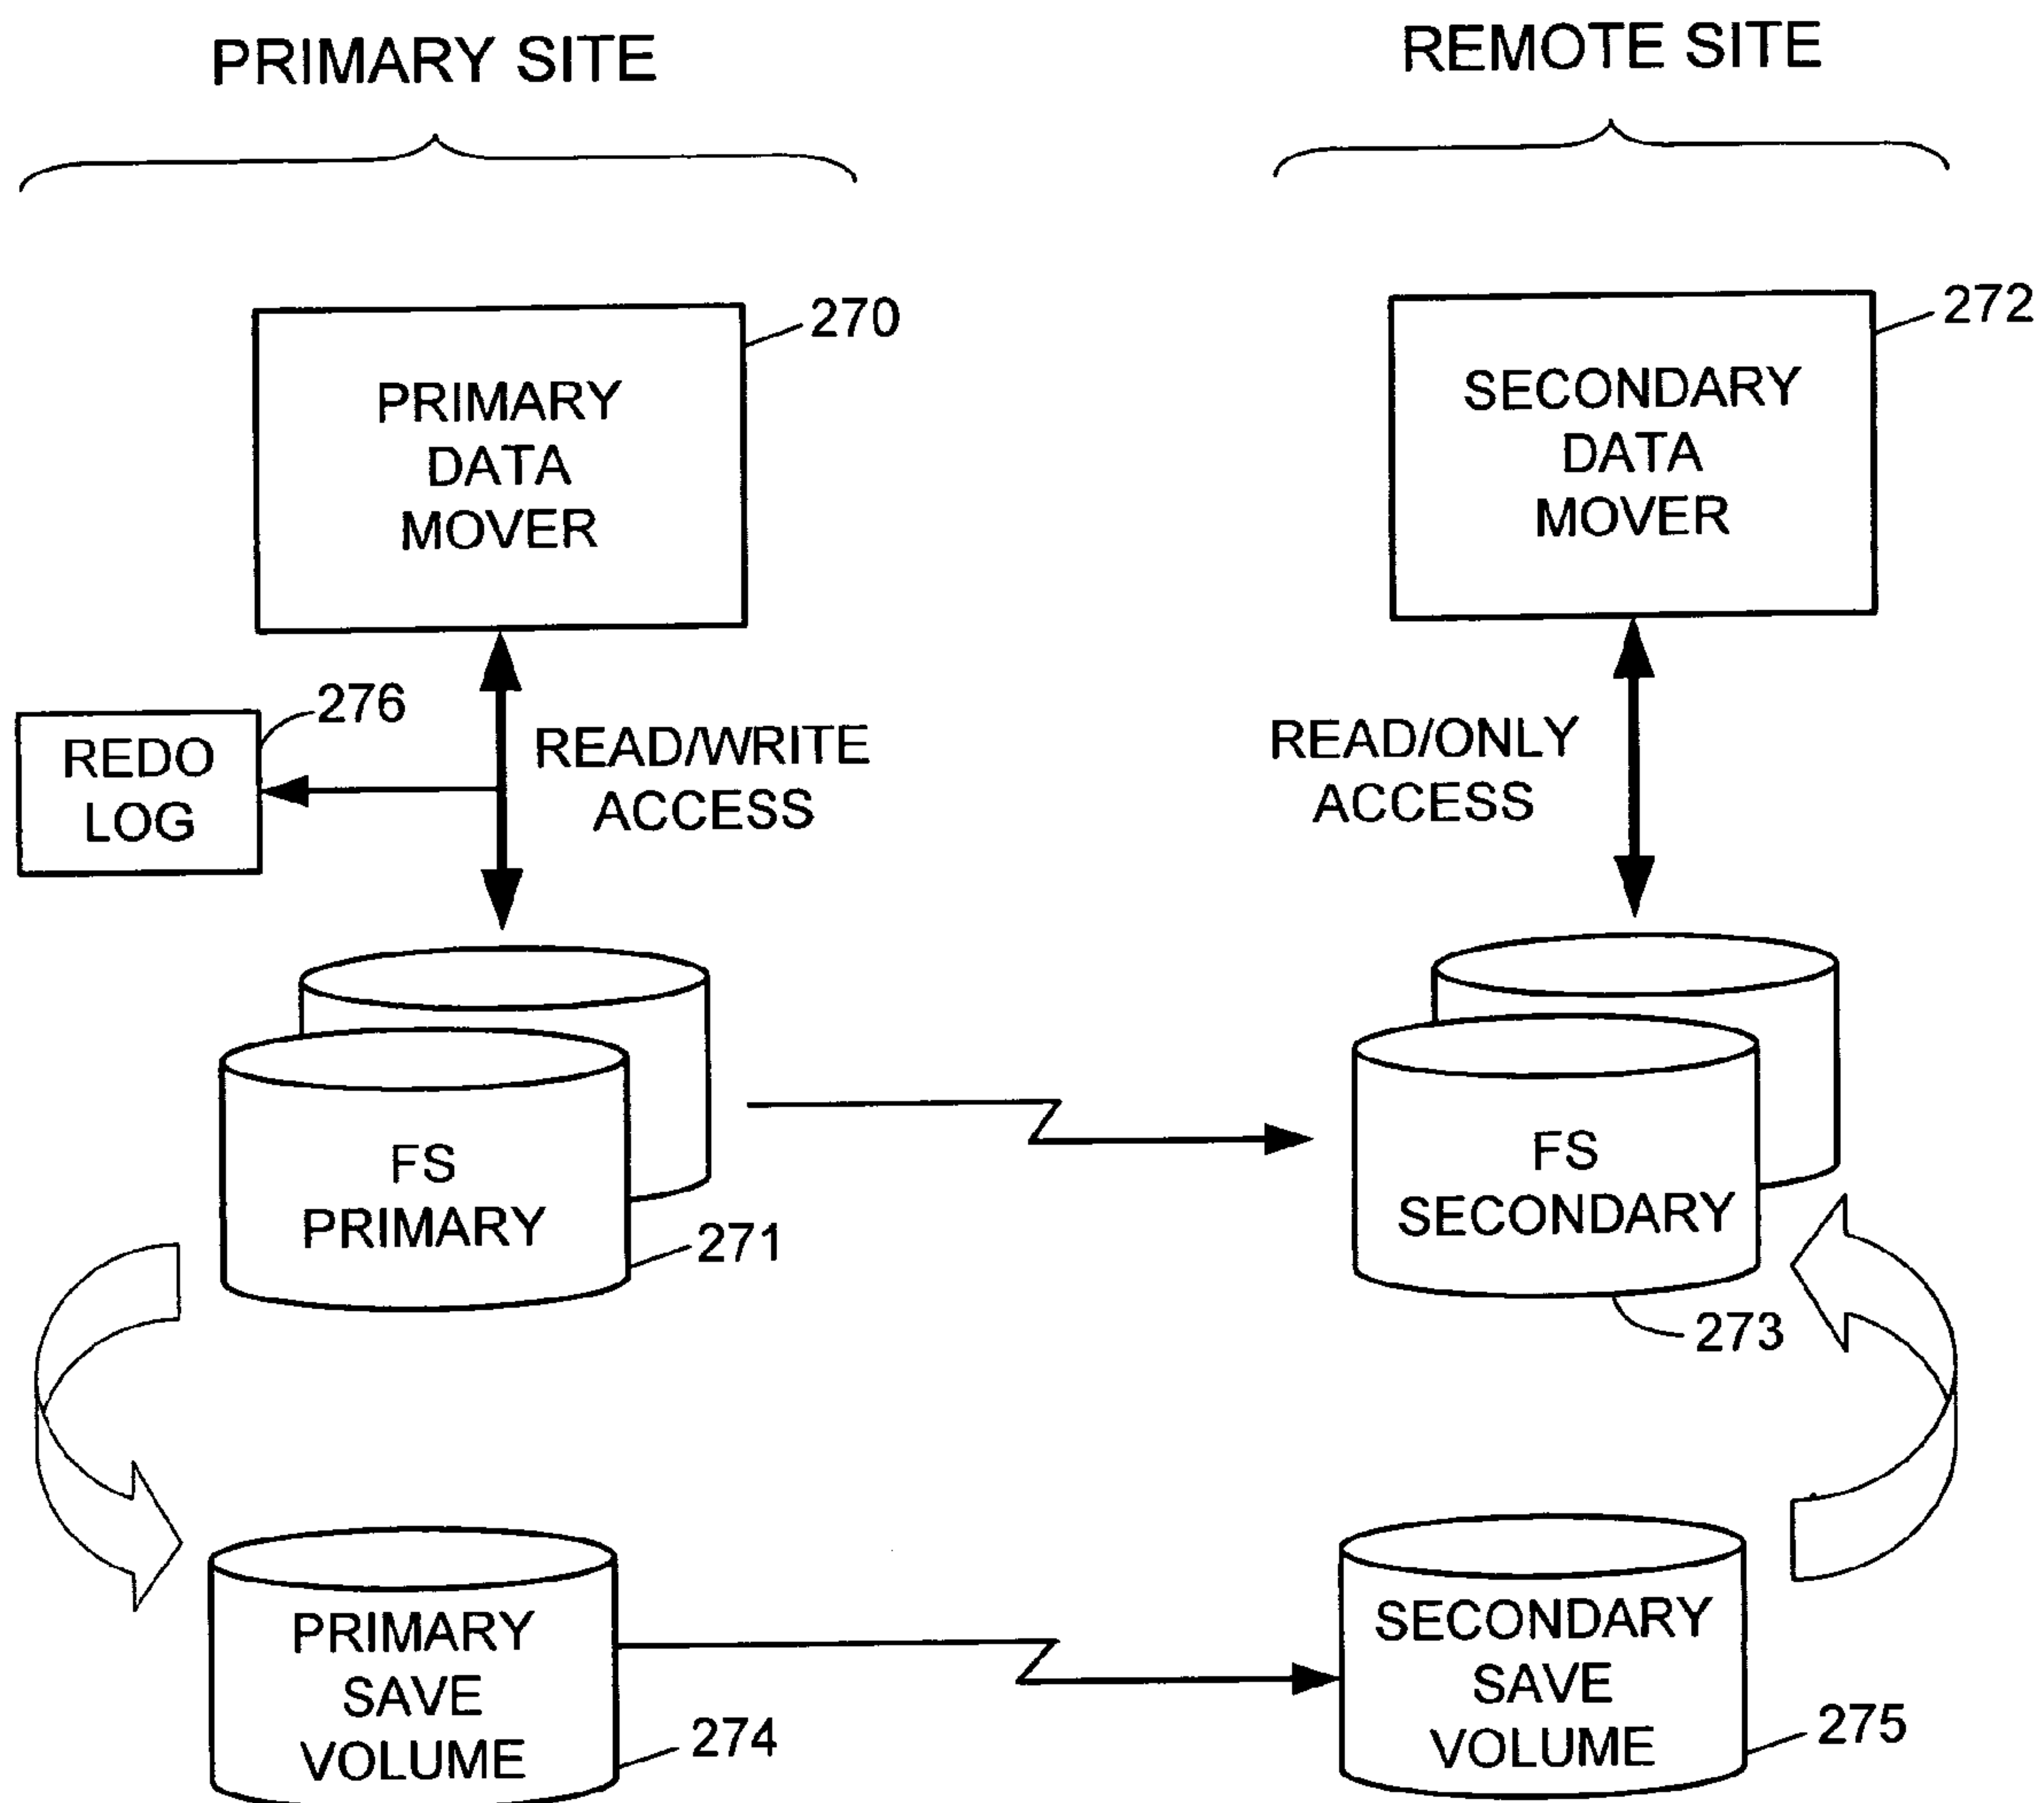 PRIMARY SITE
REMOTE SITE
270
PRIMARY
DATA
MOVER
272
SECONDARY
DATA
MOVER
276
REDO
LOG
READ/WRITE
ACCESS
READ/ONLY
ACCESS
FS
PRIMARY
271
FS
SECONDARY
273
PRIMARY
SAVE
VOLUME
274
SECONDARY
SAVE
VOLUME
275